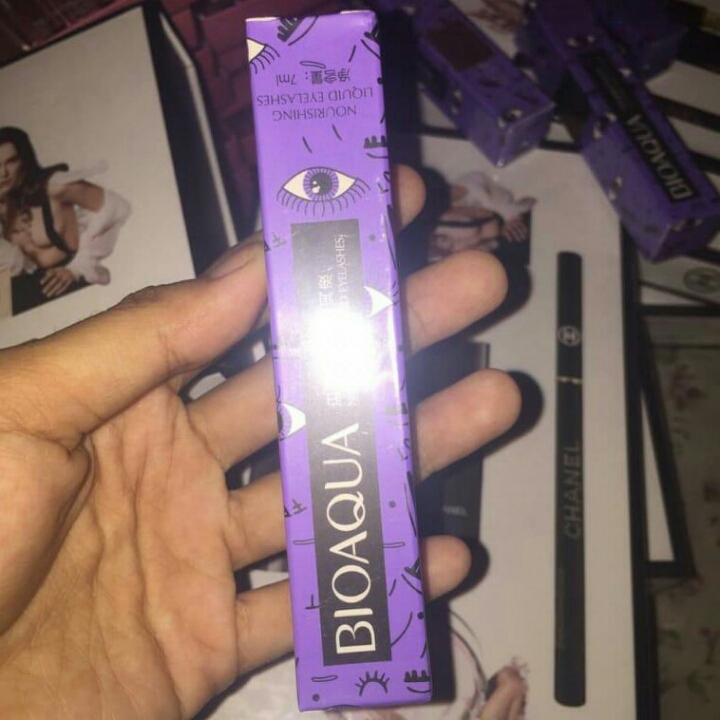 净含量：7ml
NOURISHING
LIQUID EYELASHES
BIOAQUA
EYELASHES
BIOAQUA
CHANEL